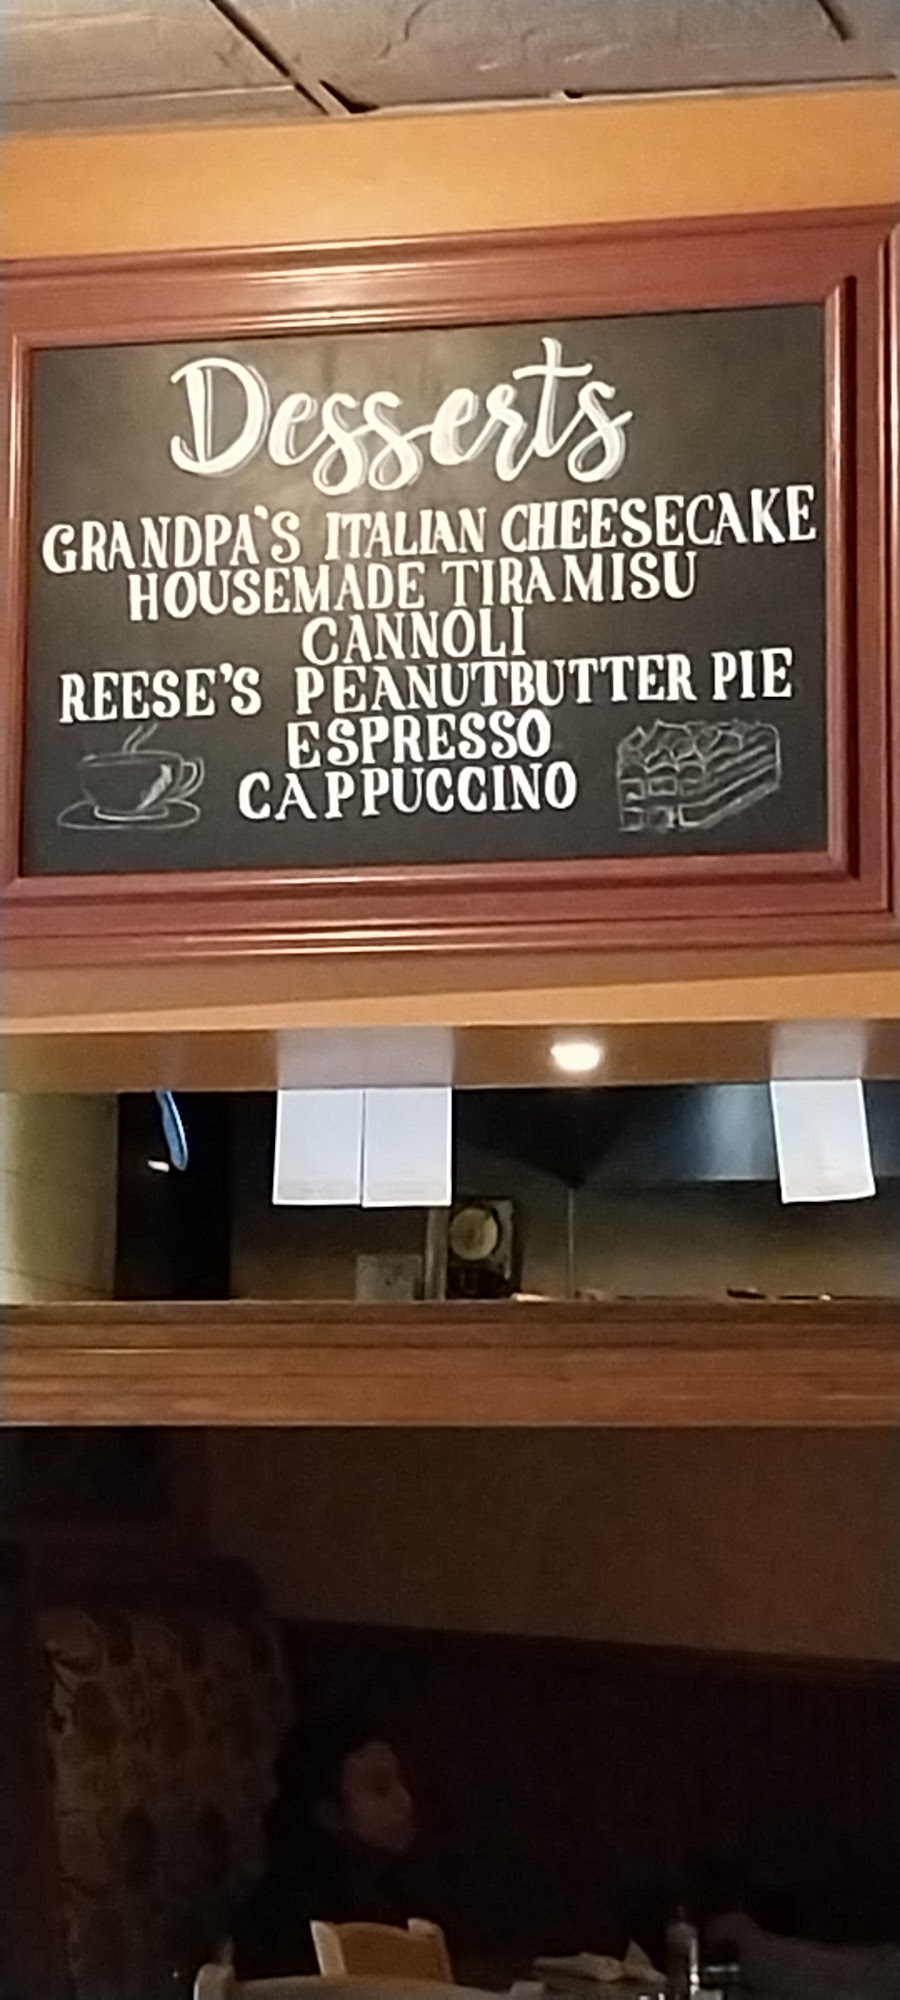 Desserts
GRANDPA'S ITALIAN CHEESECAKE
HOUSEMADE TIRAMISU
CANNOLI
REESE'S PEANUTBUTTER PIE
ESPRESSO
CAPPUCCINO